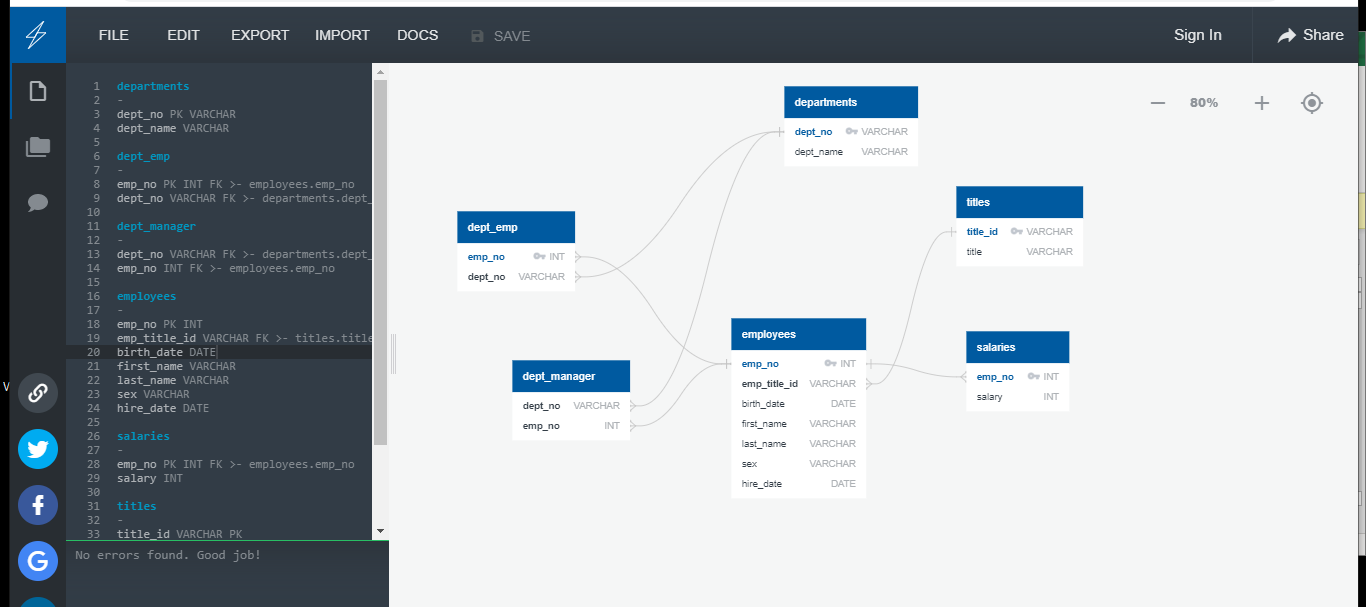 FILE EDIT EXPORT IMPORT DOCS SAVE Sign In Share
1 departments
2 -
3 dept_no PK VARCHAR
4 dept_name VARCHAR
5
6 dept_emp
7 -
8 emp_no PK INT FK >- employees.emp_no
9 dept_no VARCHAR FK >- departments.dept_
10
11 dept_manager
12 -
13 dept_no VARCHAR FK >- departments.dept_
14 emp_no INT FK >- employees.emp_no
15
16 employees
17 -
18 emp_no PK INT
19 emp_title_id VARCHAR FK >- titles.title
20 birth_date DATE
21 first_name VARCHAR
22 last_name VARCHAR
23 sex VARCHAR
24 hire_date DATE
25
26 salaries
27 -
28 emp_no PK INT FK >- employees.emp_no
29 salary INT
30
31 titles
32 -
33 title_id VARCHAR PK
No errors found. Good job!
80%
departments
dept_no VARCHAR
dept_name VARCHAR
titles
title_id VARCHAR
title VARCHAR
dept_emp
emp_no INT
dept_no VARCHAR
employees
emp_no INT
emp_title_id VARCHAR
birth_date DATE
first_name VARCHAR
last_name VARCHAR
sex VARCHAR
hire_date DATE
salaries
emp_no INT
salary INT
dept_manager
dept_no VARCHAR
emp_no INT